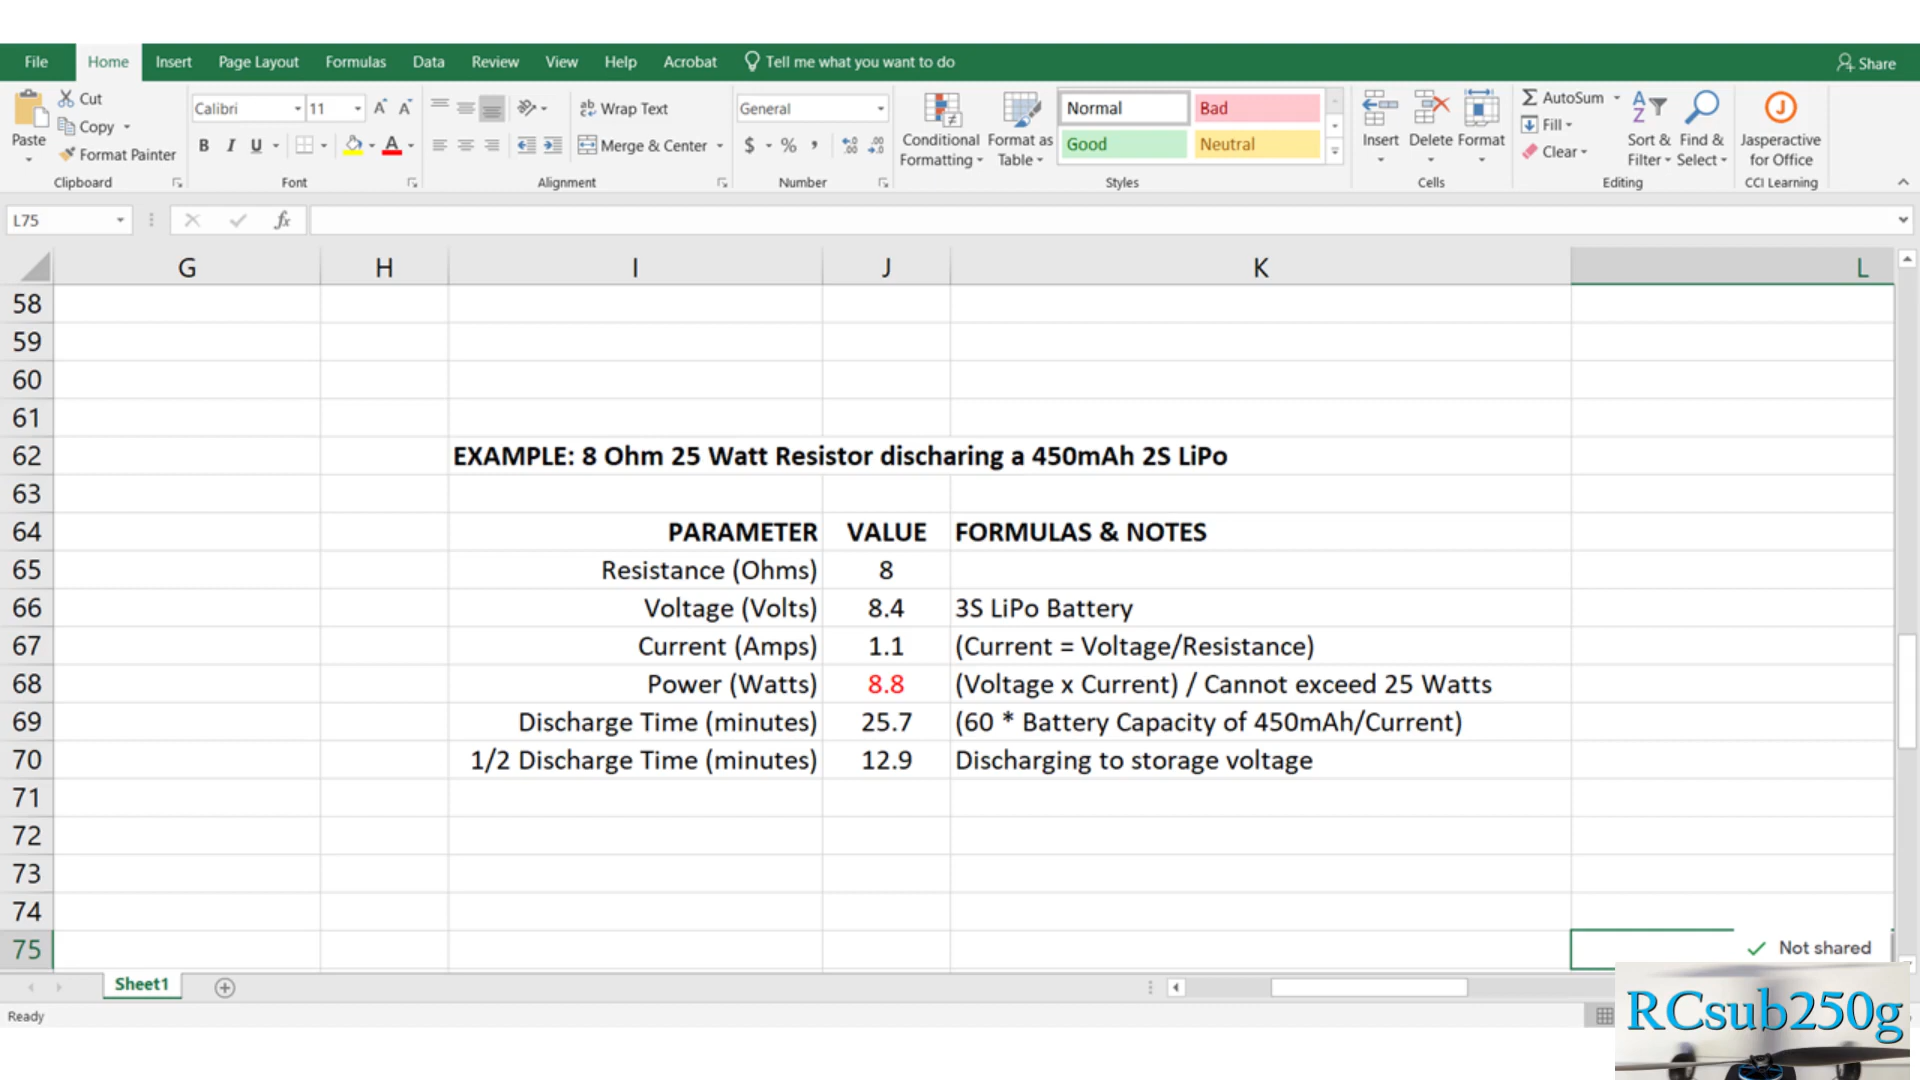 File Home Insert Page Layout Formulas Data Review View Help Acrobat Tell me what you want to do Share
Paste Cut Copy Format Painter Clipboard
Calibri 11 B I U Font
Wrap Text Merge & Center Alignment
General $ % Number
Conditional Formatting Format as Table Normal Bad Good Neutral Styles
Insert Delete Format Cells
AutoSum Fill Clear Sort & Filter Find & Select Editing
Jasperactive for Office CCI Learning
L75 fx
G H I J K L
58
59
60
61
62 EXAMPLE: 8 Ohm 25 Watt Resistor discharing a 450mAh 2S LiPo
63
64 PARAMETER VALUE FORMULAS & NOTES
65 Resistance (Ohms) 8
66 Voltage (Volts) 8.4 3S LiPo Battery
67 Current (Amps) 1.1 (Current = Voltage/Resistance)
68 Power (Watts) 8.8 (Voltage x Current) / Cannot exceed 25 Watts
69 Discharge Time (minutes) 25.7 (60 * Battery Capacity of 450mAh/Current)
70 1/2 Discharge Time (minutes) 12.9 Discharging to storage voltage
71
72
73
74
75 Not shared
Sheet1
Ready
RCsub250g